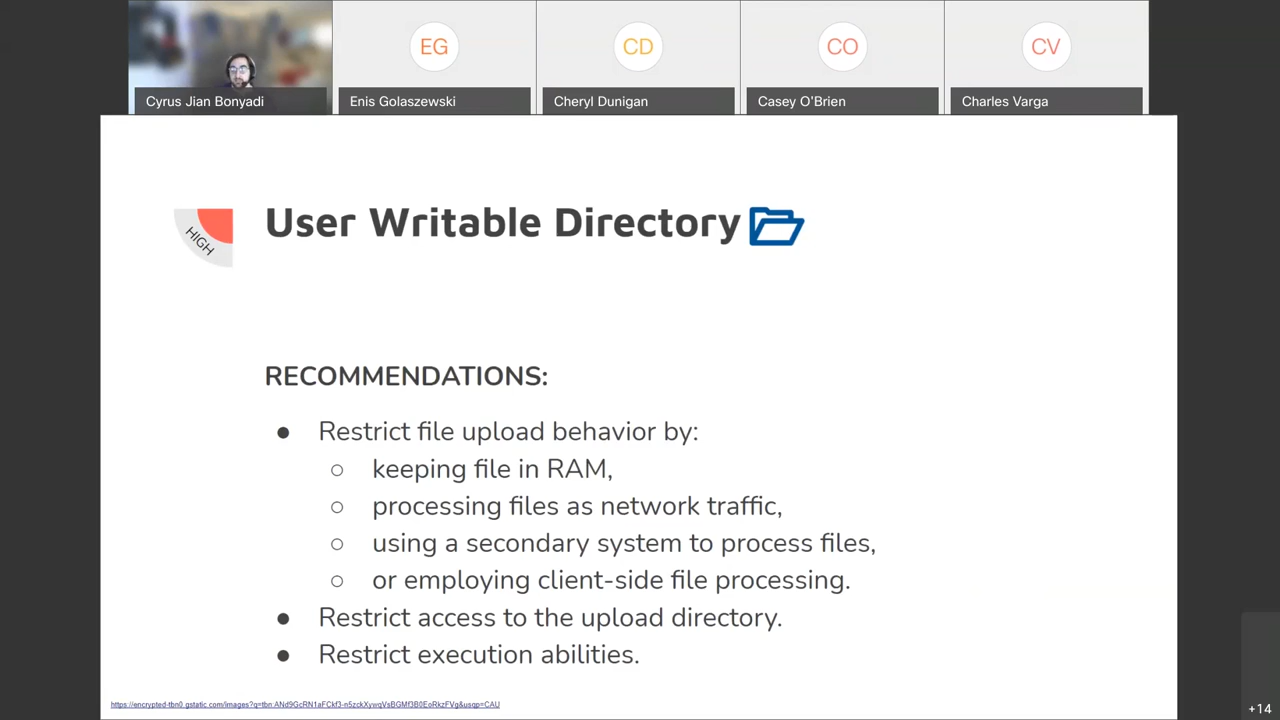 EG
CD
CO
CV
Cyrus Jian Bonyadi
Enis Golaszewski
Cheryl Dunigan
Casey O'Brien
Charles Varga
HIGH
User Writable Directory
RECOMMENDATIONS:
● Restrict file upload behavior by:
○ keeping file in RAM,
○ processing files as network traffic,
○ using a secondary system to process files,
○ or employing client-side file processing.
● Restrict access to the upload directory.
● Restrict execution abilities.
+14